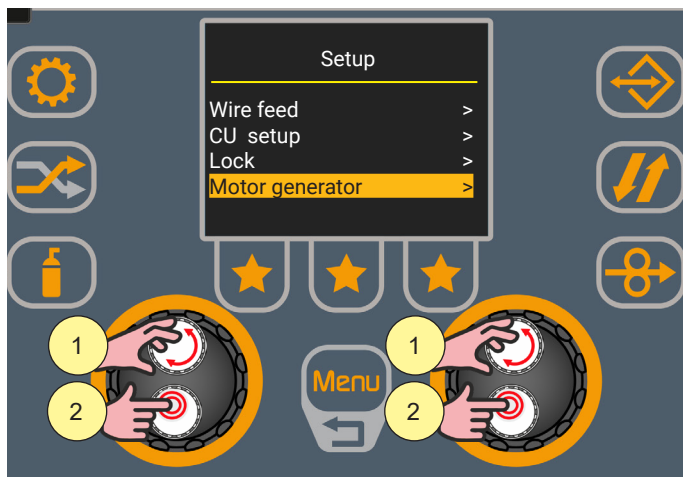 Setup
Wire feed >
CU setup >
Lock >
Motor generator >
1 1
2 2
Menu